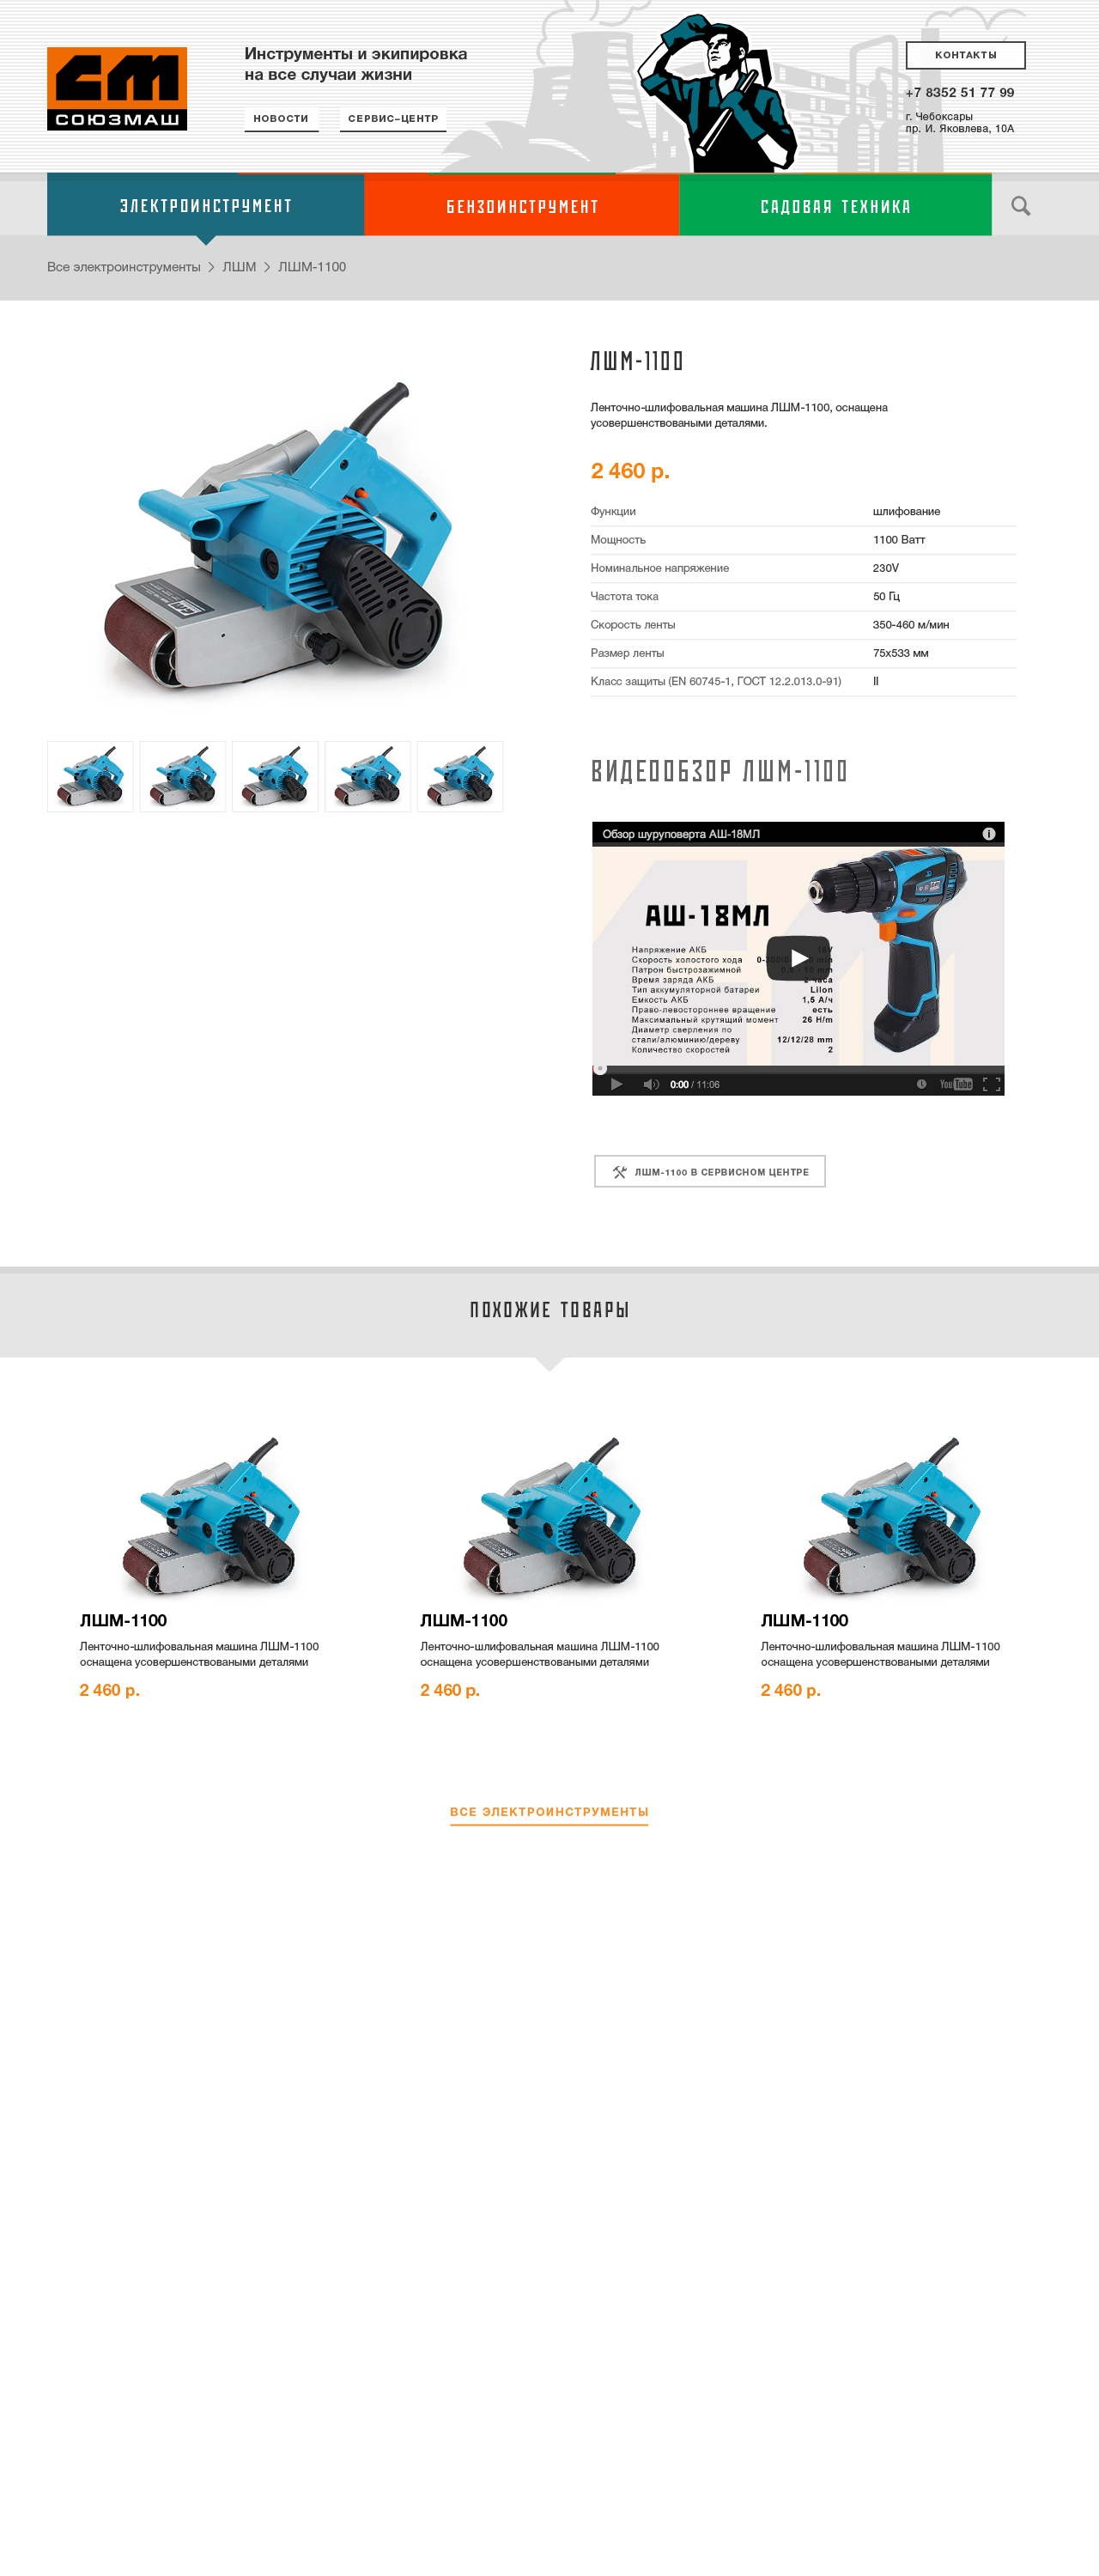 СМ
СОЮЗМАШ
Инструменты и экипировка
на все случаи жизни
НОВОСТИ
СЕРВИС–ЦЕНТР
КОНТАКТЫ
+7 8352 51 77 99
г. Чебоксары
пр. И. Яковлева, 10А
ЭЛЕКТРОИНСТРУМЕНТ
БЕНЗОИНСТРУМЕНТ
САДОВАЯ ТЕХНИКА
Все электроинструменты > ЛШМ > ЛШМ-1100
ЛШМ-1100
Ленточно-шлифовальная машина ЛШМ-1100, оснащена
усовершенствоваными деталями.
2 460 р.
Функции шлифование
Мощность 1100 Ватт
Номинальное напряжение 230V
Частота тока 50 Гц
Скорость ленты 350-460 м/мин
Размер ленты 75х533 мм
Класс защиты (EN 60745-1, ГОСТ 12.2.013.0-91) II
ВИДЕООБЗОР ЛШМ-1100
Обзор шуруповерта АШ-18МЛ
АШ-18МЛ
Напряжение АКБ
Скорость холостого хода
Патрон быстрозажимной
Время заряда АКБ
Тип аккумуляторной батареи LiIon
Емкость АКБ 1,5 А/ч
Право-левостороннее вращение есть
Максимальный крутящий момент 26 H/m
Диаметр сверления по
стали/алюминию/дереву 12/12/28 mm
Количество скоростей 2
0:00 / 11:06
YouTube
ЛШМ-1100 В СЕРВИСНОМ ЦЕНТРЕ
ПОХОЖИЕ ТОВАРЫ
ЛШМ-1100
Ленточно-шлифовальная машина ЛШМ-1100
оснащена усовершенствоваными деталями
2 460 р.
ЛШМ-1100
Ленточно-шлифовальная машина ЛШМ-1100
оснащена усовершенствоваными деталями
2 460 р.
ЛШМ-1100
Ленточно-шлифовальная машина ЛШМ-1100
оснащена усовершенствоваными деталями
2 460 р.
ВСЕ ЭЛЕКТРОИНСТРУМЕНТЫ